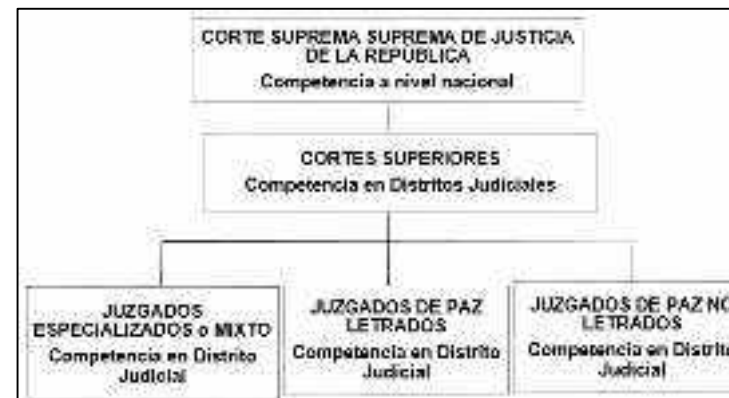 CORTE SUPREMA SUPREMA DE JUSTICIA
DE LA REPUBLICA
Competencia a nivel nacional
CORTES SUPERIORES
Competencia en Distritos Judiciales
JUZGADOS
ESPECIALIZADOS o MIXTO
Competencia en Distrito
Judicial
JUZGADOS DE PAZ
LETRADOS
Competencia en Distrito
Judicial
JUZGADOS DE PAZ NO
LETRADOS
Competencia en Distrito
Judicial